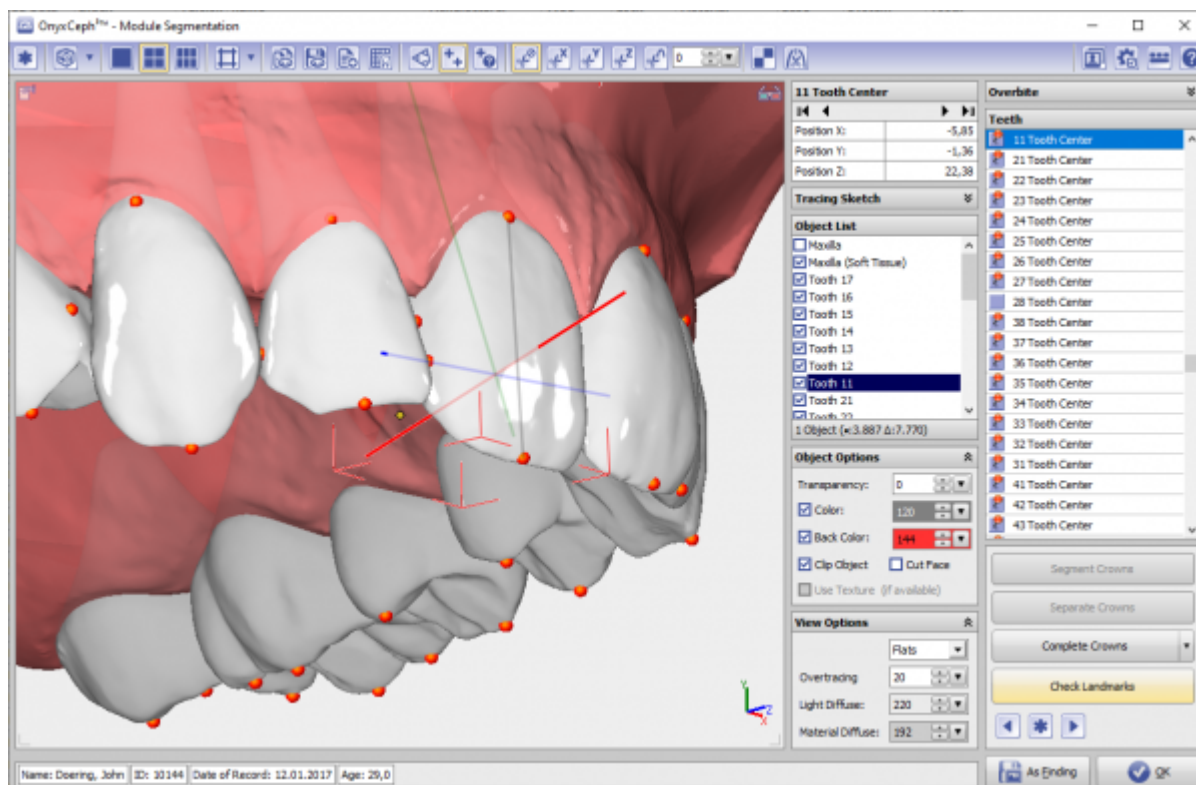 OnyxCeph³™ - Module Segmentation
0
11 Tooth Center
Position X: -5,85
Position Y: -1,36
Position Z: 22,38
Tracing Sketch
Object List
Maxilla
Maxilla (Soft Tissue)
Tooth 17
Tooth 16
Tooth 15
Tooth 14
Tooth 13
Tooth 12
Tooth 11
Tooth 21
Tooth 22
Object Options
Transparency: 0
Color: 120
Back Color: 144
Clip Object
Cut Face
Use Texture (if available)
View Options
Flats
Overtracing 20
Light Diffuse: 220
Material Diffuse: 192
Overbite
Teeth
11 Tooth Center
21 Tooth Center
22 Tooth Center
23 Tooth Center
24 Tooth Center
25 Tooth Center
26 Tooth Center
27 Tooth Center
28 Tooth Center
38 Tooth Center
37 Tooth Center
36 Tooth Center
35 Tooth Center
34 Tooth Center
33 Tooth Center
32 Tooth Center
31 Tooth Center
41 Tooth Center
42 Tooth Center
43 Tooth Center
Segment Crowns
Separate Crowns
Complete Crowns
Check Landmarks
Y
Z
X
Name: Doering, John ID: 10144 Date of Record: 12.01.2017 Age: 29,0
As Finding
OK